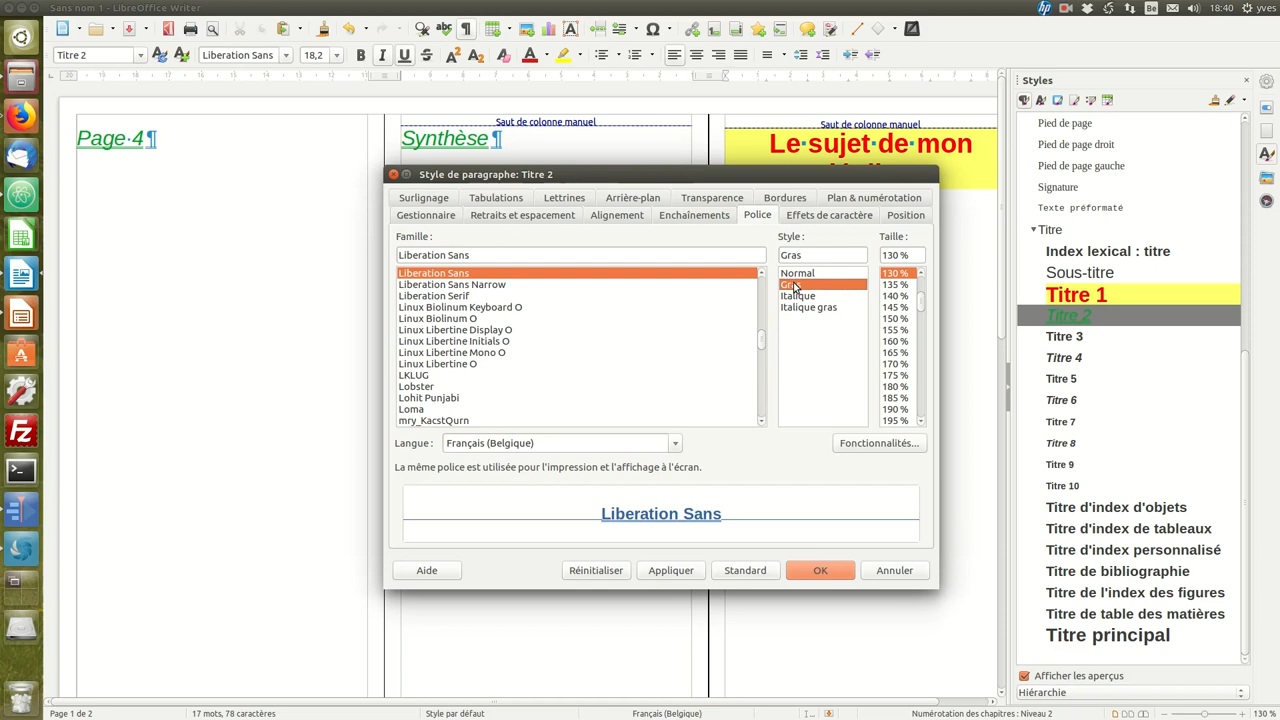 Sans nom 1 - LibreOffice Writer
Be
18:40
yves
Titre 2
Liberation Sans
18,2
Styles
Page·4¶
Saut de colonne manuel
Synthèse¶
Saut de colonne manuel
Le·sujet·de·mon
Style de paragraphe: Titre 2
Surlignage
Tabulations
Lettrines
Arrière-plan
Transparence
Bordures
Plan & numérotation
Gestionnaire
Retraits et espacement
Alignement
Enchaînements
Police
Effets de caractère
Position
Famille :
Style :
Taille :
Liberation Sans
Gras
130 %
Liberation Sans
Liberation Sans Narrow
Liberation Serif
Linux Biolinum Keyboard O
Linux Biolinum O
Linux Libertine Display O
Linux Libertine Initials O
Linux Libertine Mono O
Linux Libertine O
LKLUG
Lobster
Lohit Punjabi
Loma
mry_KacstQurn
Normal
Gras
Italique
Italique gras
130 %
135 %
140 %
145 %
150 %
155 %
160 %
165 %
170 %
175 %
180 %
185 %
190 %
195 %
Langue :
Français (Belgique)
Fonctionnalités...
La même police est utilisée pour l'impression et l'affichage à l'écran.
Liberation Sans
Aide
Réinitialiser
Appliquer
Standard
OK
Annuler
Pied de page
Pied de page droit
Pied de page gauche
Signature
Texte préformaté
Titre
Index lexical : titre
Sous-titre
Titre 1
Titre 2
Titre 3
Titre 4
Titre 5
Titre 6
Titre 7
Titre 8
Titre 9
Titre 10
Titre d'index d'objets
Titre d'index de tableaux
Titre d'index personnalisé
Titre de bibliographie
Titre de l'index des figures
Titre de table des matières
Titre principal
Afficher les aperçus
Hiérarchie
Page 1 de 2
17 mots, 78 caractères
Style par défaut
Français (Belgique)
Numérotation des chapitres : Niveau 2
130 %